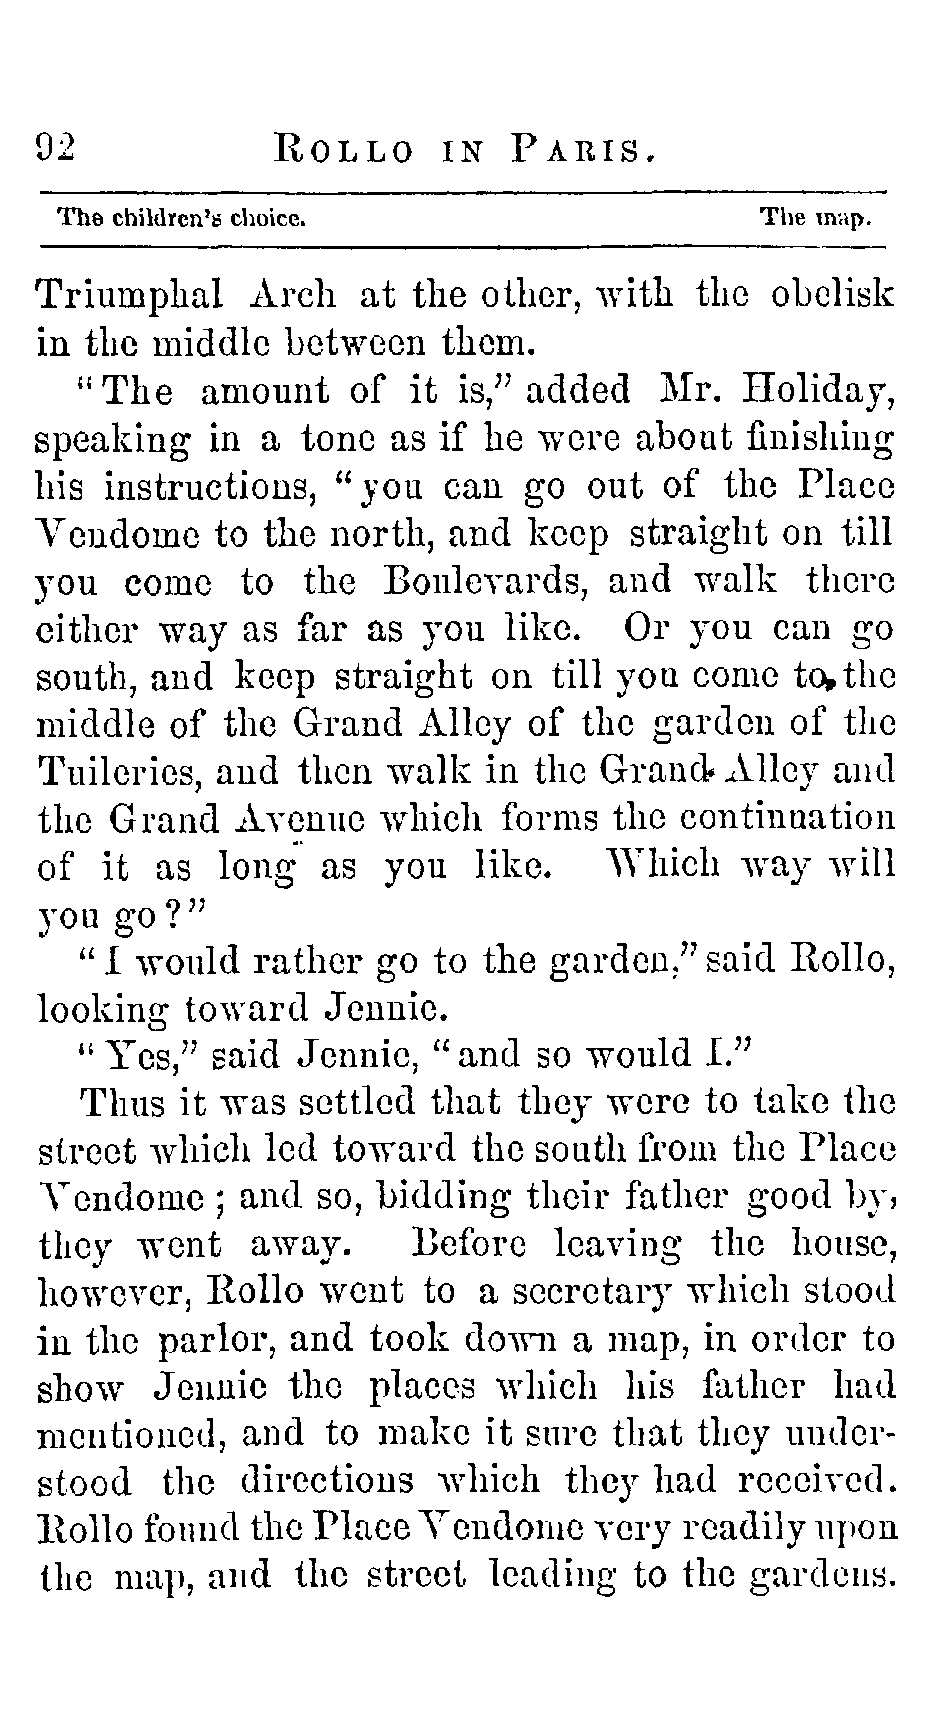 92 ROLLO IN PARIS.
The children's choice. The map.
Triumphal Arch at the other, with the obelisk
in the middle between them.
"The amount of it is," added Mr. Holiday,
speaking in a tone as if he were about finishing
his instructions, "you can go out of the Place
Vendome to the north, and keep straight on till
you come to the Boulevards, and walk there
either way as far as you like. Or you can go
south, and keep straight on till you come to the
middle of the Grand Alley of the garden of the
Tuileries, and then walk in the Grand Alley and
the Grand Avenue which forms the continuation
of it as long as you like. Which way will
you go?"
"I would rather go to the garden," said Rollo,
looking toward Jennie.
"Yes," said Jennie, "and so would I."
Thus it was settled that they were to take the
street which led toward the south from the Place
Vendome; and so, bidding their father good by,
they went away. Before leaving the house,
however, Rollo went to a secretary which stood
in the parlor, and took down a map, in order to
show Jennie the places which his father had
mentioned, and to make it sure that they under-
stood the directions which they had received.
Rollo found the Place Vendome very readily upon
the map, and the street leading to the gardens.